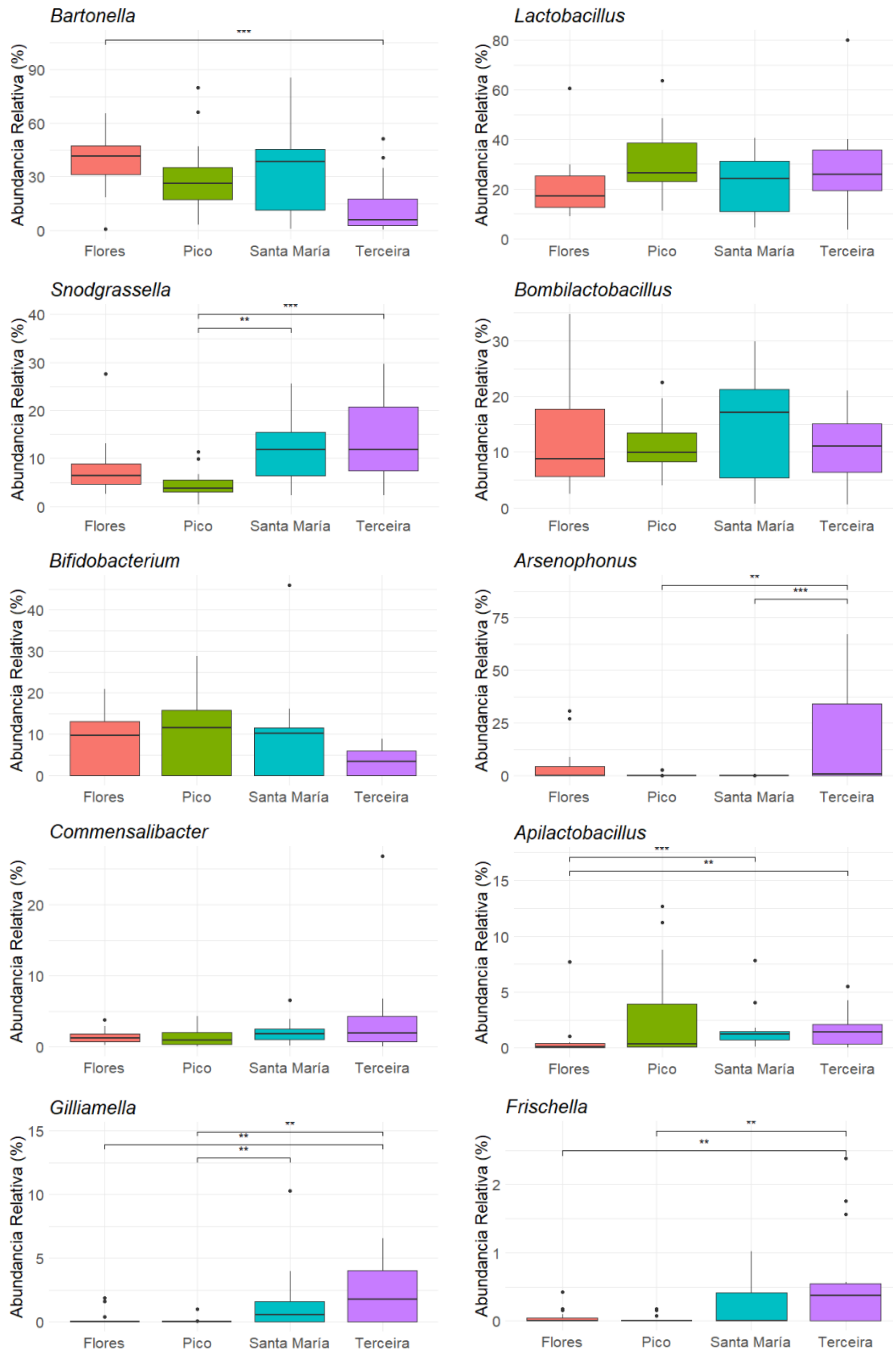 Bartonella
Abundancia Relativa (%)
***
90
60
30
0
Flores Pico Santa María Terceira
Lactobacillus
Abundancia Relativa (%)
80
60
40
20
0
Flores Pico Santa María Terceira
Snodgrassella
Abundancia Relativa (%)
***
**
40
30
20
10
0
Flores Pico Santa María Terceira
Bombilactobacillus
Abundancia Relativa (%)
30
20
10
0
Flores Pico Santa María Terceira
Bifidobacterium
Abundancia Relativa (%)
40
30
20
10
0
Flores Pico Santa María Terceira
Arsenophonus
Abundancia Relativa (%)
**
***
75
50
25
0
Flores Pico Santa María Terceira
Commensalibacter
Abundancia Relativa (%)
20
10
0
Flores Pico Santa María Terceira
Apilactobacillus
Abundancia Relativa (%)
***
**
15
10
5
0
Flores Pico Santa María Terceira
Gilliamella
Abundancia Relativa (%)
**
**
**
15
10
5
0
Flores Pico Santa María Terceira
Frischella
Abundancia Relativa (%)
**
**
2
1
0
Flores Pico Santa María Terceira